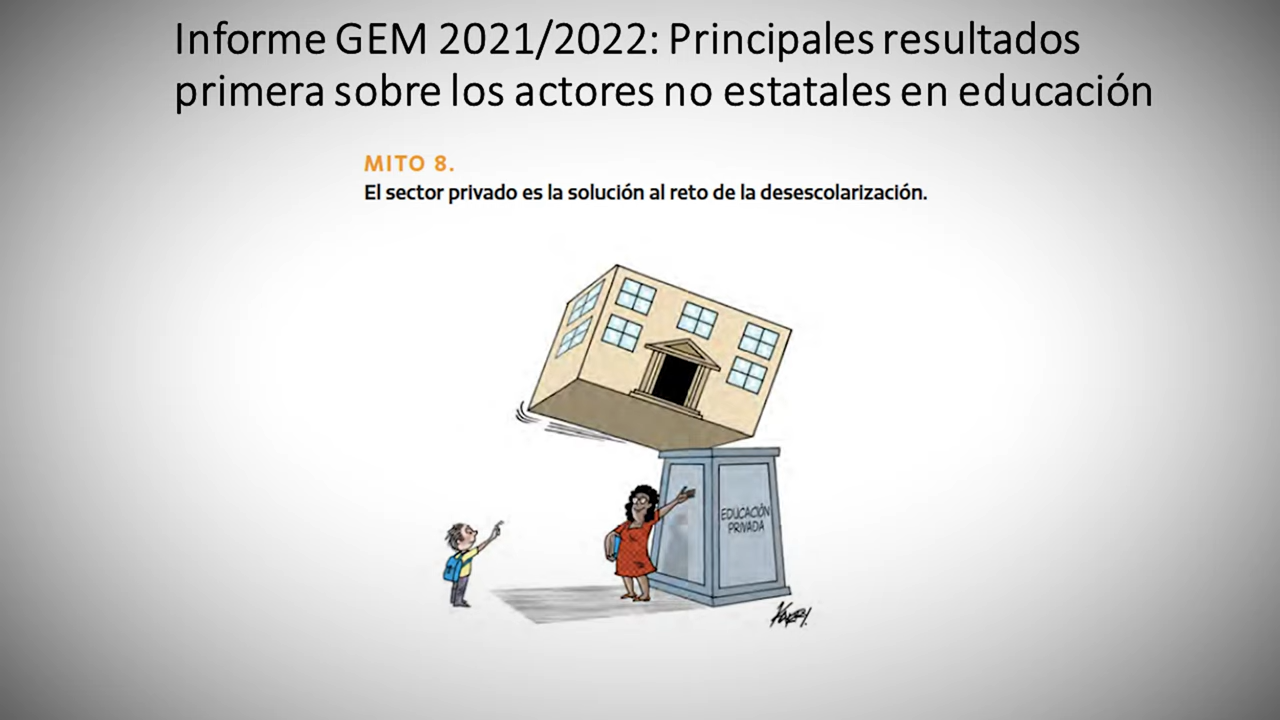 Informe GEM 2021/2022: Principales resultados
primera sobre los actores no estatales en educación
MITO 8.
El sector privado es la solución al reto de la desescolarización.
EDUCACIÓN
PRIVADA